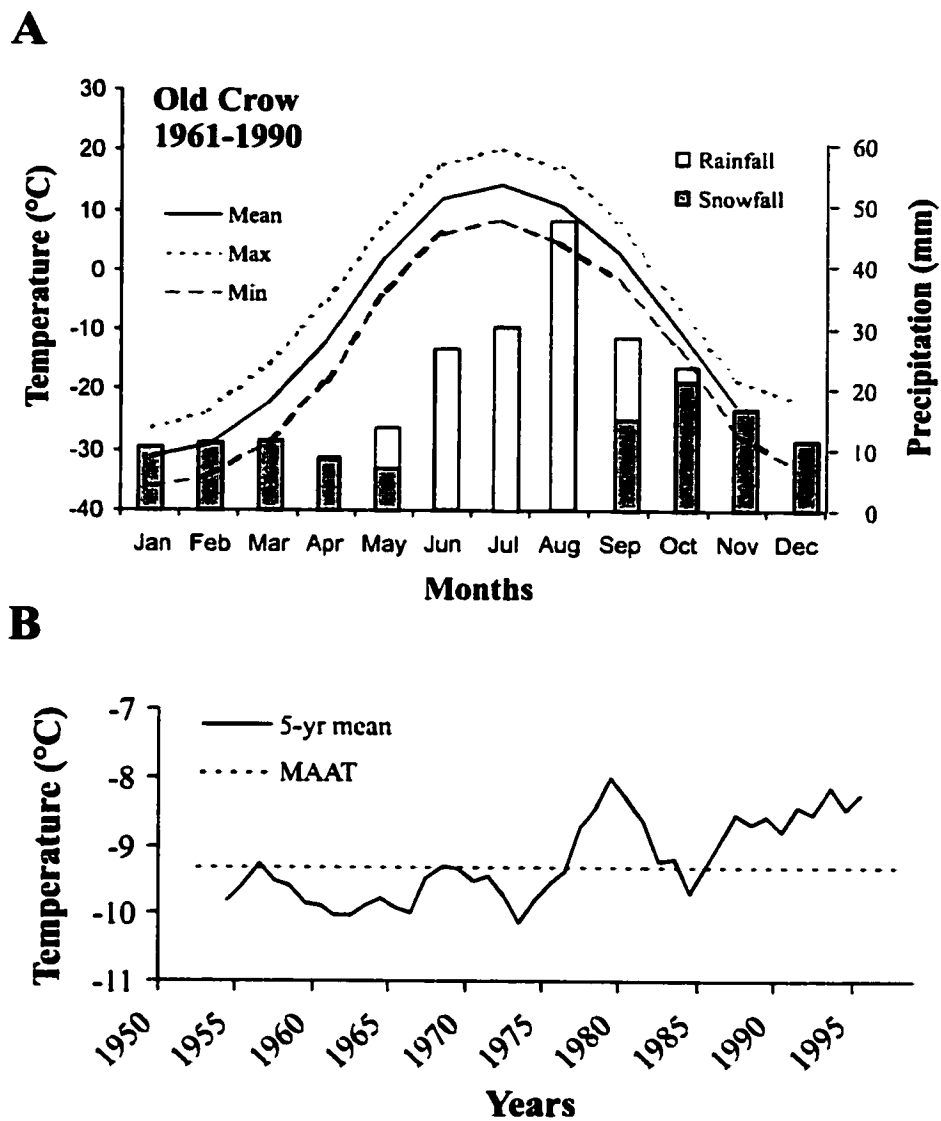 A
Old Crow
1961-1990
Mean
Max
Min
Rainfall
Snowfall
Temperature (°C)
30
20
10
0
-10
-20
-30
-40
Precipitation (mm)
60
50
40
30
20
10
0
Jan Feb Mar Apr May Jun Jul Aug Sep Oct Nov Dec
Months
B
5-yr mean
MAAT
Temperature (°C)
-7
-8
-9
-10
-11
1950 1955 1960 1965 1970 1975 1980 1985 1990 1995
Years